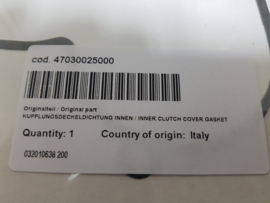 cod. 47030025000
Originalteil / Original part
KUPPLUNGSDECKELDICHTUNG INNEN / INNER CLUTCH COVER GASKET
Quantity: 1 Country of origin: Italy
032010636 200